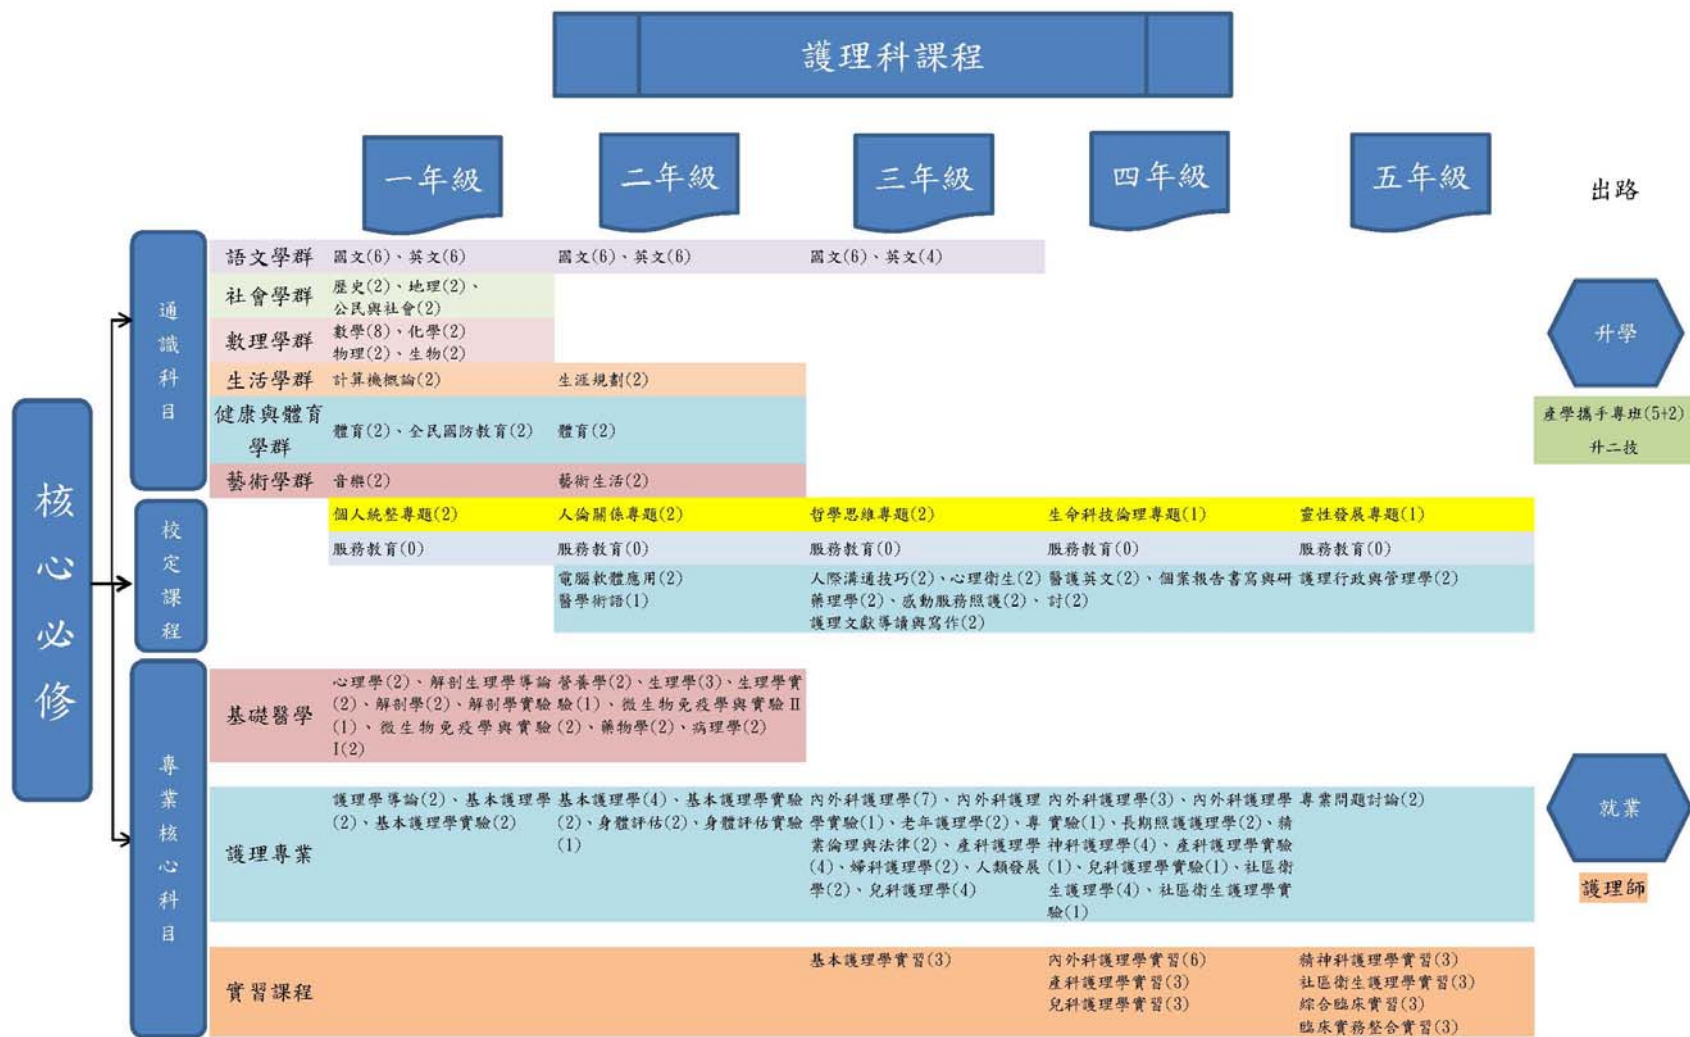 護理科課程
一年級
二年級
三年級
四年級
五年級
出路
核心必修
通識科目
語文學群
國文(6)、英文(6)
國文(6)、英文(6)
國文(6)、英文(4)
社會學群
歷史(2)、地理(2)、
公民與社會(2)
數理學群
數學(8)、化學(2)
物理(2)、生物(2)
生活學群
計算機概論(2)
生涯規劃(2)
健康與體育
學群
體育(2)、全民國防教育(2)
體育(2)
藝術學群
音樂(2)
藝術生活(2)
升學
產學攜手專班(5+2)
升二技
校定課程
個人統整專題(2)
人倫關係專題(2)
哲學思維專題(2)
生命科技倫理專題(1)
靈性發展專題(1)
服務教育(0)
服務教育(0)
服務教育(0)
服務教育(0)
服務教育(0)
電腦軟體應用(2)
醫學術語(1)
人際溝通技巧(2)、心理衛生(2)
藥理學(2)、感動服務照護(2)、
護理文獻導讀與寫作(2)
醫護英文(2)、個案報告書寫與研
討(2)
護理行政與管理學(2)
專業核心科目
基礎醫學
心理學(2)、解剖生理學導論
(2)、解剖學(2)、解剖學實驗
(1)、微生物免疫學與實驗
I(2)
營養學(2)、生理學(3)、生理學實
驗(1)、微生物免疫學與實驗II
(2)、藥物學(2)、病理學(2)
護理專業
護理學導論(2)、基本護理學
(2)、基本護理學實驗(2)
基本護理學(4)、基本護理學實驗
(2)、身體評估(2)、身體評估實驗
(1)
內外科護理學(7)、內外科護理
學實驗(1)、老年護理學(2)、專
業倫理與法律(2)、產科護理學
(4)、婦科護理學(2)、人類發展
學(2)、兒科護理學(4)
內外科護理學(3)、內外科護理學
實驗(1)、長期照護護理學(2)、精
神科護理學(4)、產科護理學實驗
(1)、兒科護理學實驗(1)、社區衛
生護理學(4)、社區衛生護理學實
驗(1)
專業問題討論(2)
就業
護理師
實習課程
基本護理學實習(3)
內外科護理學實習(6)
產科護理學實習(3)
兒科護理學實習(3)
精神科護理學實習(3)
社區衛生護理學實習(3)
綜合臨床實習(3)
臨床實務整合實習(3)